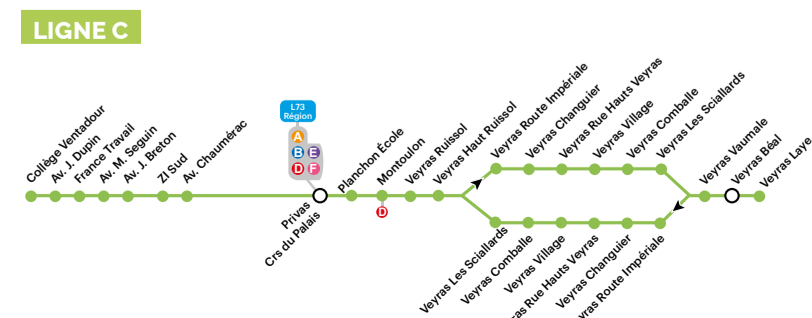 LIGNE C
Collège Ventadour
Av. J. Dupin
France Travail
Av. M. Seguin
Av. J. Breton
ZI Sud
Av. Chaumérac
L73
Région
A
B
E
D
F
Privas
Crs du Palais
Planchon École
Montoulon
D
Veyras Ruissol
Veyras Haut Ruissol
Veyras Route Impériale
Veyras Changuier
Veyras Rue Hauts Veyras
Veyras Village
Veyras Comballe
Veyras Les Sciallards
Veyras Les Sciallards
Veyras Comballe
Veyras Village
Rue Hauts Veyras
Veyras Changuier
Route Impériale
Veyras Vaumale
Veyras Béal
Veyras Laye